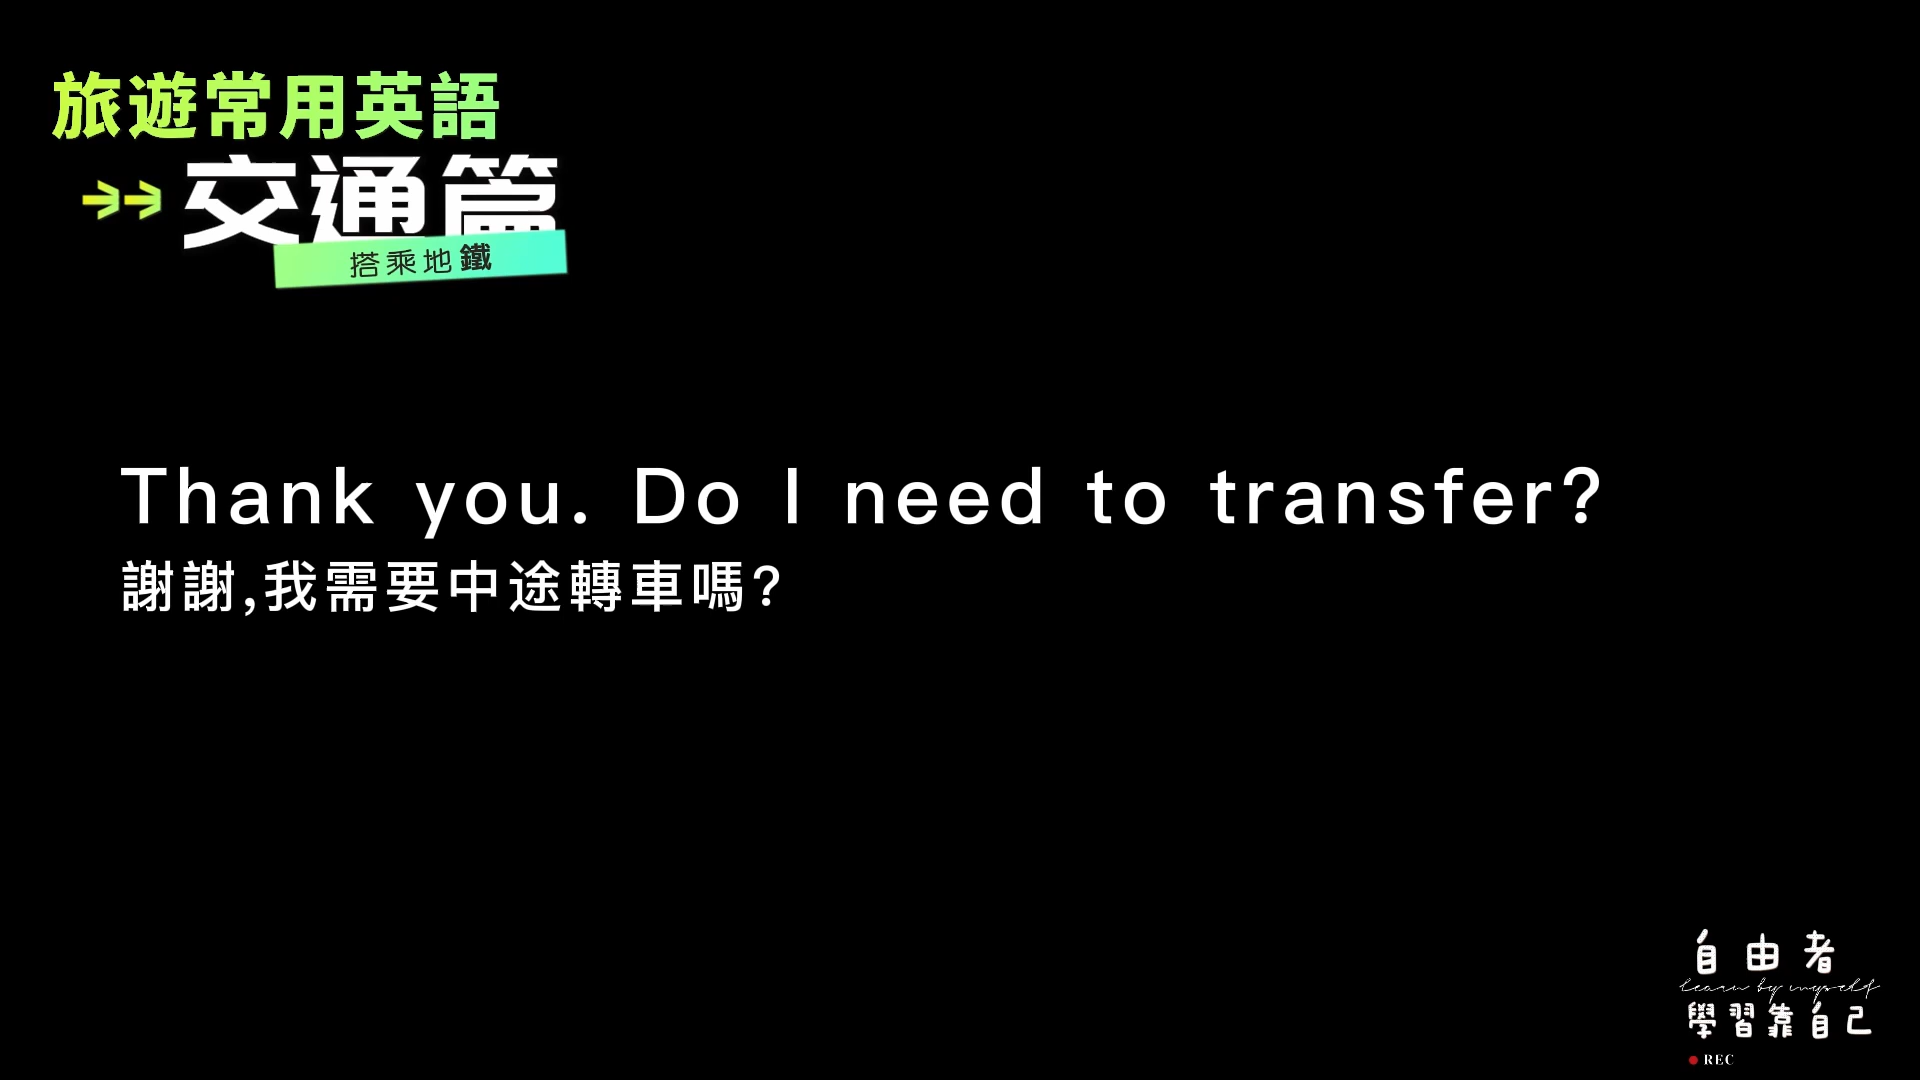 旅遊常用英語
交通篇
搭乘地鐵
Thank you. Do I need to transfer?
謝謝,我需要中途轉車嗎?
自由者
learn by myself
學習靠自己
REC